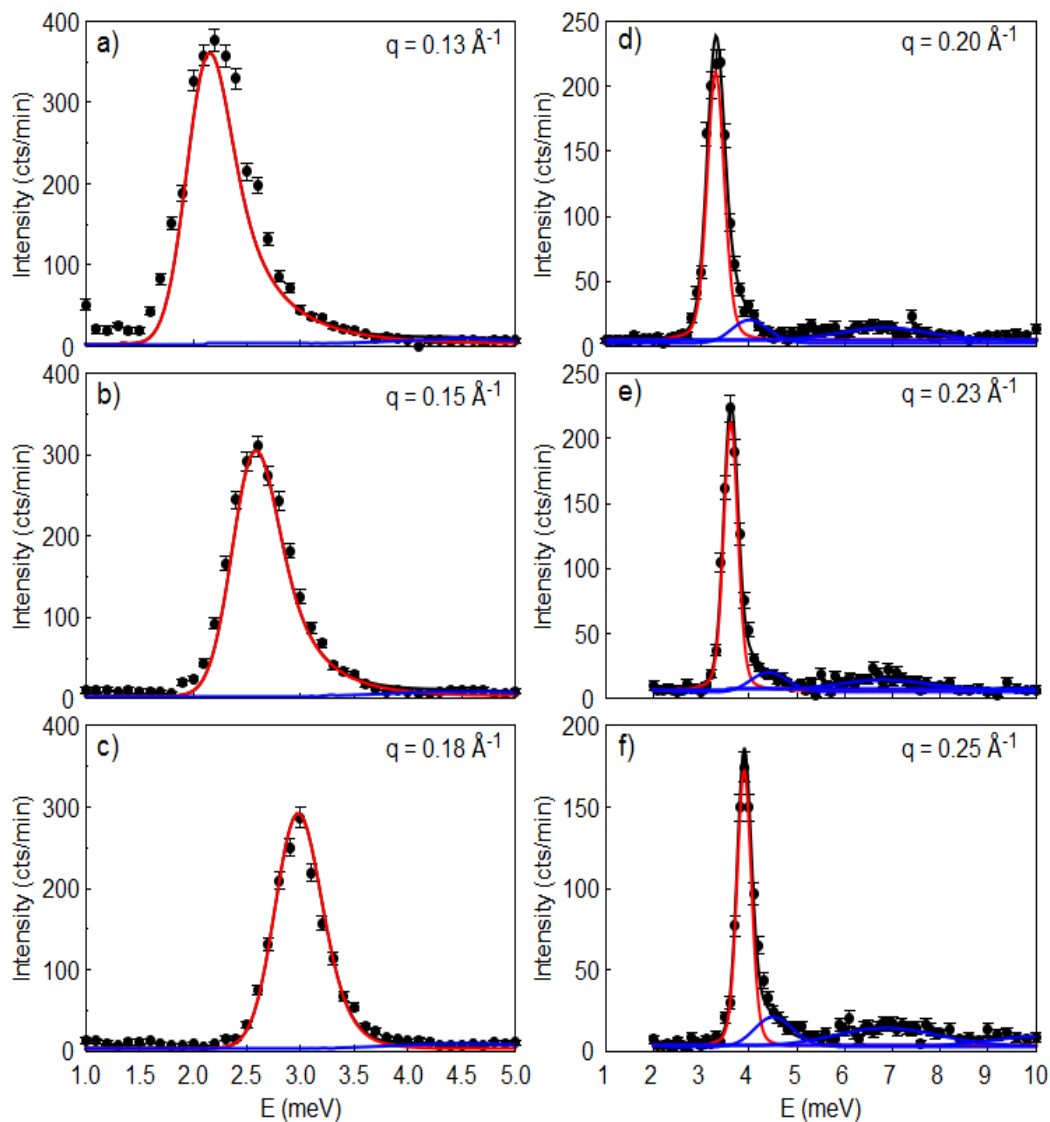 a)
q = 0.13 Å-1
400
300
200
100
0
Intensity (cts/min)
b)
q = 0.15 Å-1
400
300
200
100
0
Intensity (cts/min)
c)
q = 0.18 Å-1
400
300
200
100
0
Intensity (cts/min)
1.0 2.0 2.5 3.0 3.5 4.0 4.5 5.0
E (meV)
d)
q = 0.20 Å-1
250
200
150
100
50
0
Intensity (cts/min)
e)
q = 0.23 Å-1
250
200
150
100
50
0
Intensity (cts/min)
f)
q = 0.25 Å-1
200
150
100
50
0
Intensity (cts/min)
1 2 3 4 5 6 7 8 9 10
E (meV)